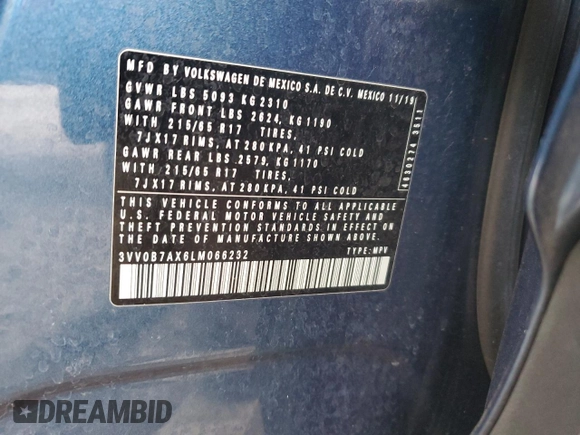 MFD BY VOLKSWAGEN DE MEXICO S.A. DE C.V. MEXICO 11/19
GVWR LBS 5093 KG 2310
GAWR FRONT LBS 2624, KG 1190
WITH 215/65 R17 TIRES,
7JX17 RIMS, AT 280 KPA, 41 PSI COLD
GAWR REAR LBS 2579, KG 1170
WITH 215/65 R17 TIRES,
7JX17 RIMS, AT 280 KPA, 41 PSI COLD
THIS VEHICLE CONFORMS TO ALL APPLICABLE
U.S. FEDERAL MOTOR VEHICLE SAFETY AND
THEFT PREVENTION STANDARDS IN EFFECT ON
THE DATE OF MANUFACTURE SHOWN ABOVE.
3VV0B7AX6LM066232 TYPE: MPV
DREAMBID